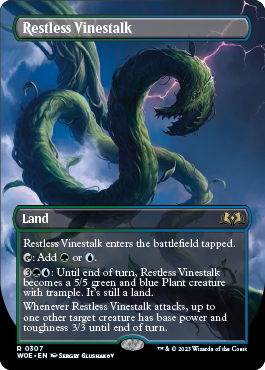 Restless Vinestalk
Land
Restless Vinestalk enters the battlefield tapped.
: Add or .
3: Until end of turn, Restless Vinestalk
becomes a 5/5 green and blue Plant creature
with trample. It's still a land.
Whenever Restless Vinestalk attacks, up to
one other target creature has base power and
toughness 3/3 until end of turn.
R 0307
WOE • EN Sergey Glushakov
™ & © 2023 Wizards of the Coast